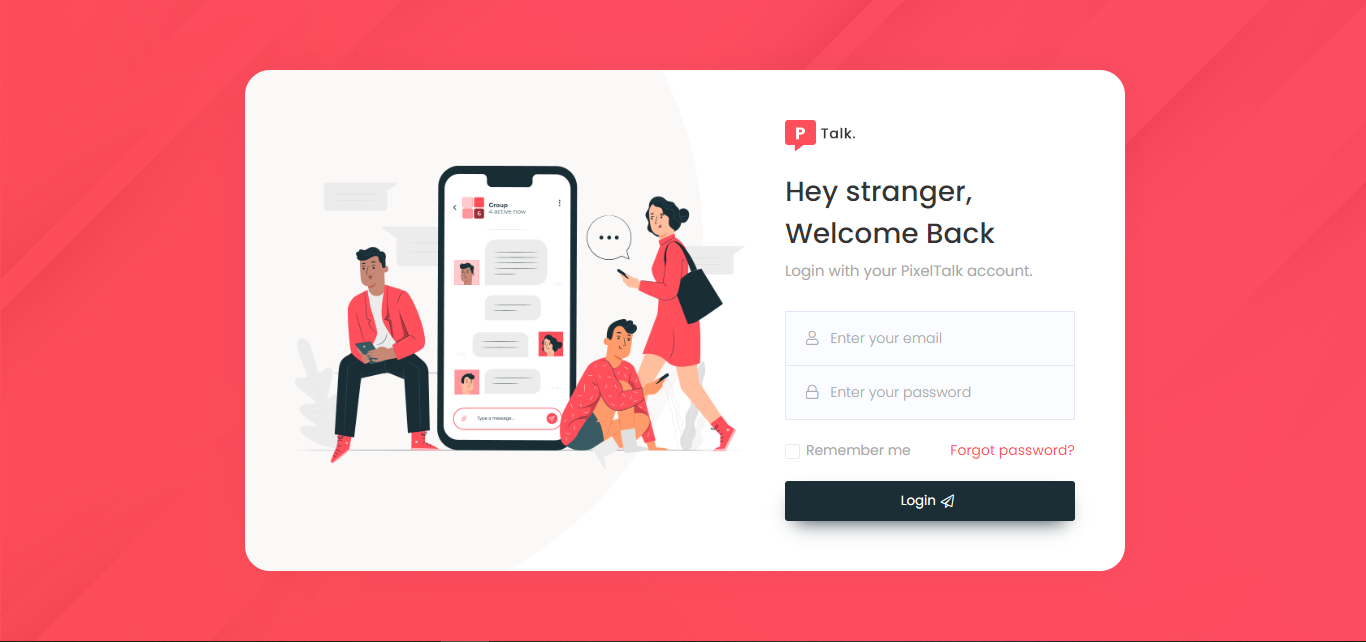 P Talk.
Hey stranger,
Welcome Back
Login with your PixelTalk account.
Enter your email
Enter your password
Remember me Forgot password?
Login
Group
4 active now
6
Type a message...